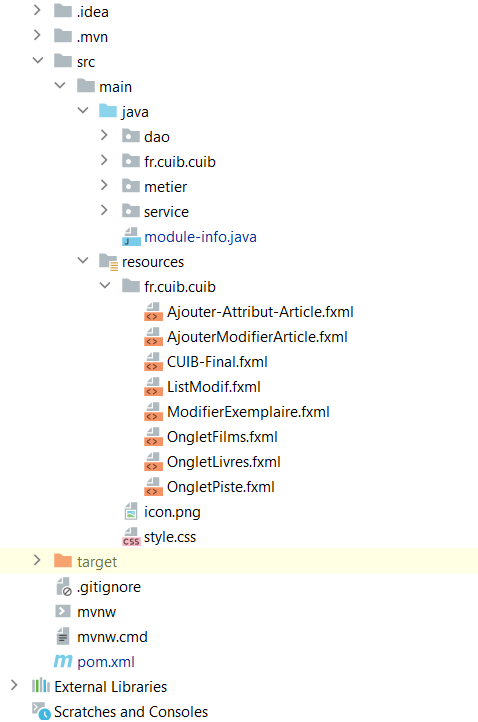 .idea
.mvn
src
main
java
dao
fr.cuib.cuib
metier
service
module-info.java
resources
fr.cuib.cuib
Ajouter-Attribut-Article.fxml
AjouterModifierArticle.fxml
CUIB-Final.fxml
ListModif.fxml
ModifierExemplaire.fxml
OngletFilms.fxml
OngletLivres.fxml
OngletPiste.fxml
icon.png
style.css
target
.gitignore
mvnw
mvnw.cmd
pom.xml
External Libraries
Scratches and Consoles